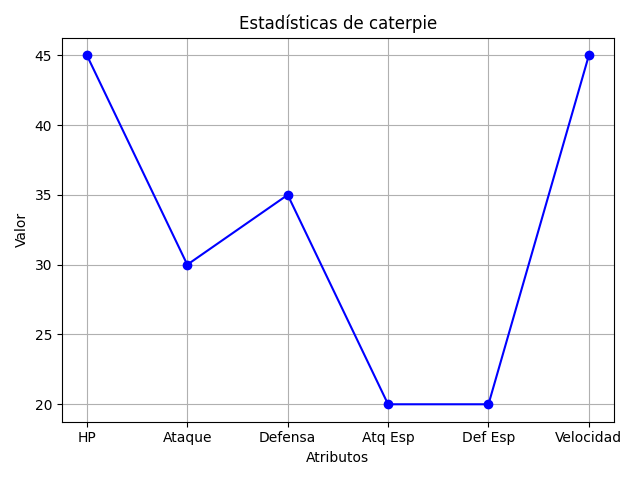 Estadísticas de caterpie
Valor
45
40
35
30
25
20
HP Ataque Defensa Atq Esp Def Esp Velocidad
Atributos